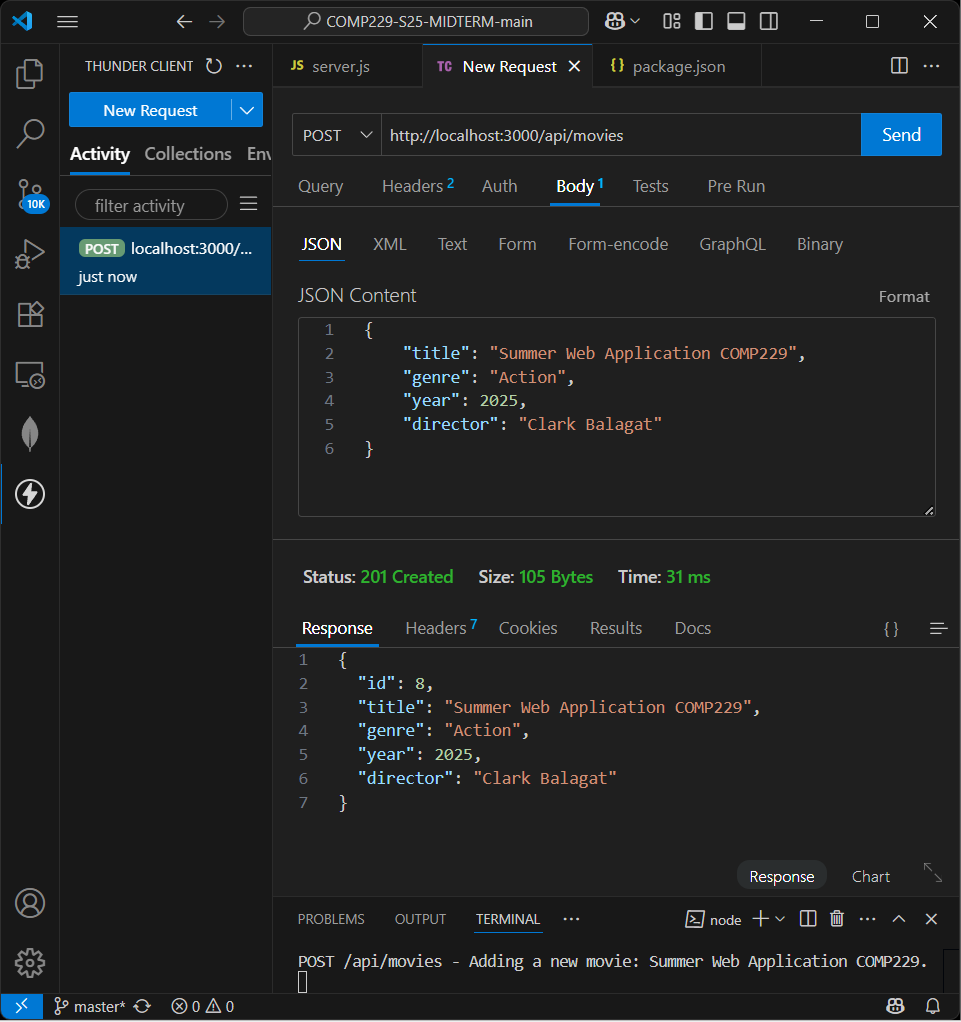 COMP229-S25-MIDTERM-main
THUNDER CLIENT
New Request
Activity Collections Env
filter activity
POST localhost:3000/...
just now
10K
JS server.js
TC New Request
{} package.json
POST http://localhost:3000/api/movies Send
Query Headers 2 Auth Body 1 Tests Pre Run
JSON XML Text Form Form-encode GraphQL Binary
JSON Content Format
1 {
2 "title": "Summer Web Application COMP229",
3 "genre": "Action",
4 "year": 2025,
5 "director": "Clark Balagat"
6 }
Status: 201 Created Size: 105 Bytes Time: 31 ms
Response Headers 7 Cookies Results Docs {}
1 {
2 "id": 8,
3 "title": "Summer Web Application COMP229",
4 "genre": "Action",
5 "year": 2025,
6 "director": "Clark Balagat"
7 }
Response Chart
PROBLEMS OUTPUT TERMINAL ... node
POST /api/movies - Adding a new movie: Summer Web Application COMP229.
master* 0 0